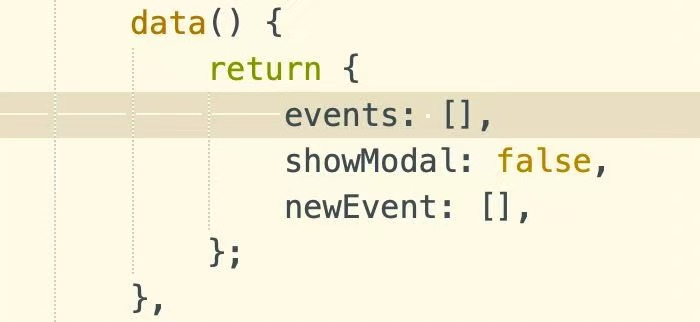 data() {
return {
events: [],
showModal: false,
newEvent: [],
};
},